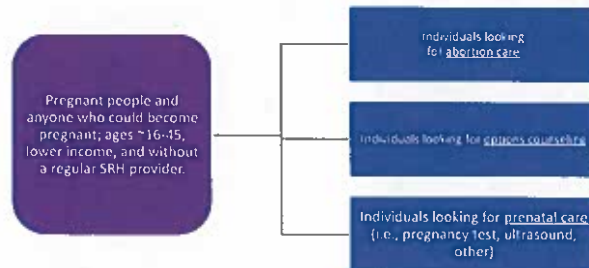 Pregnant people and
anyone who could become
pregnant; ages ~16-45,
lower income, and without
a regular SRH provider.
Individuals looking
for abortion care
Individuals looking for options counseling
Individuals looking for prenatal care
(i.e., pregnancy test, ultrasound,
other)